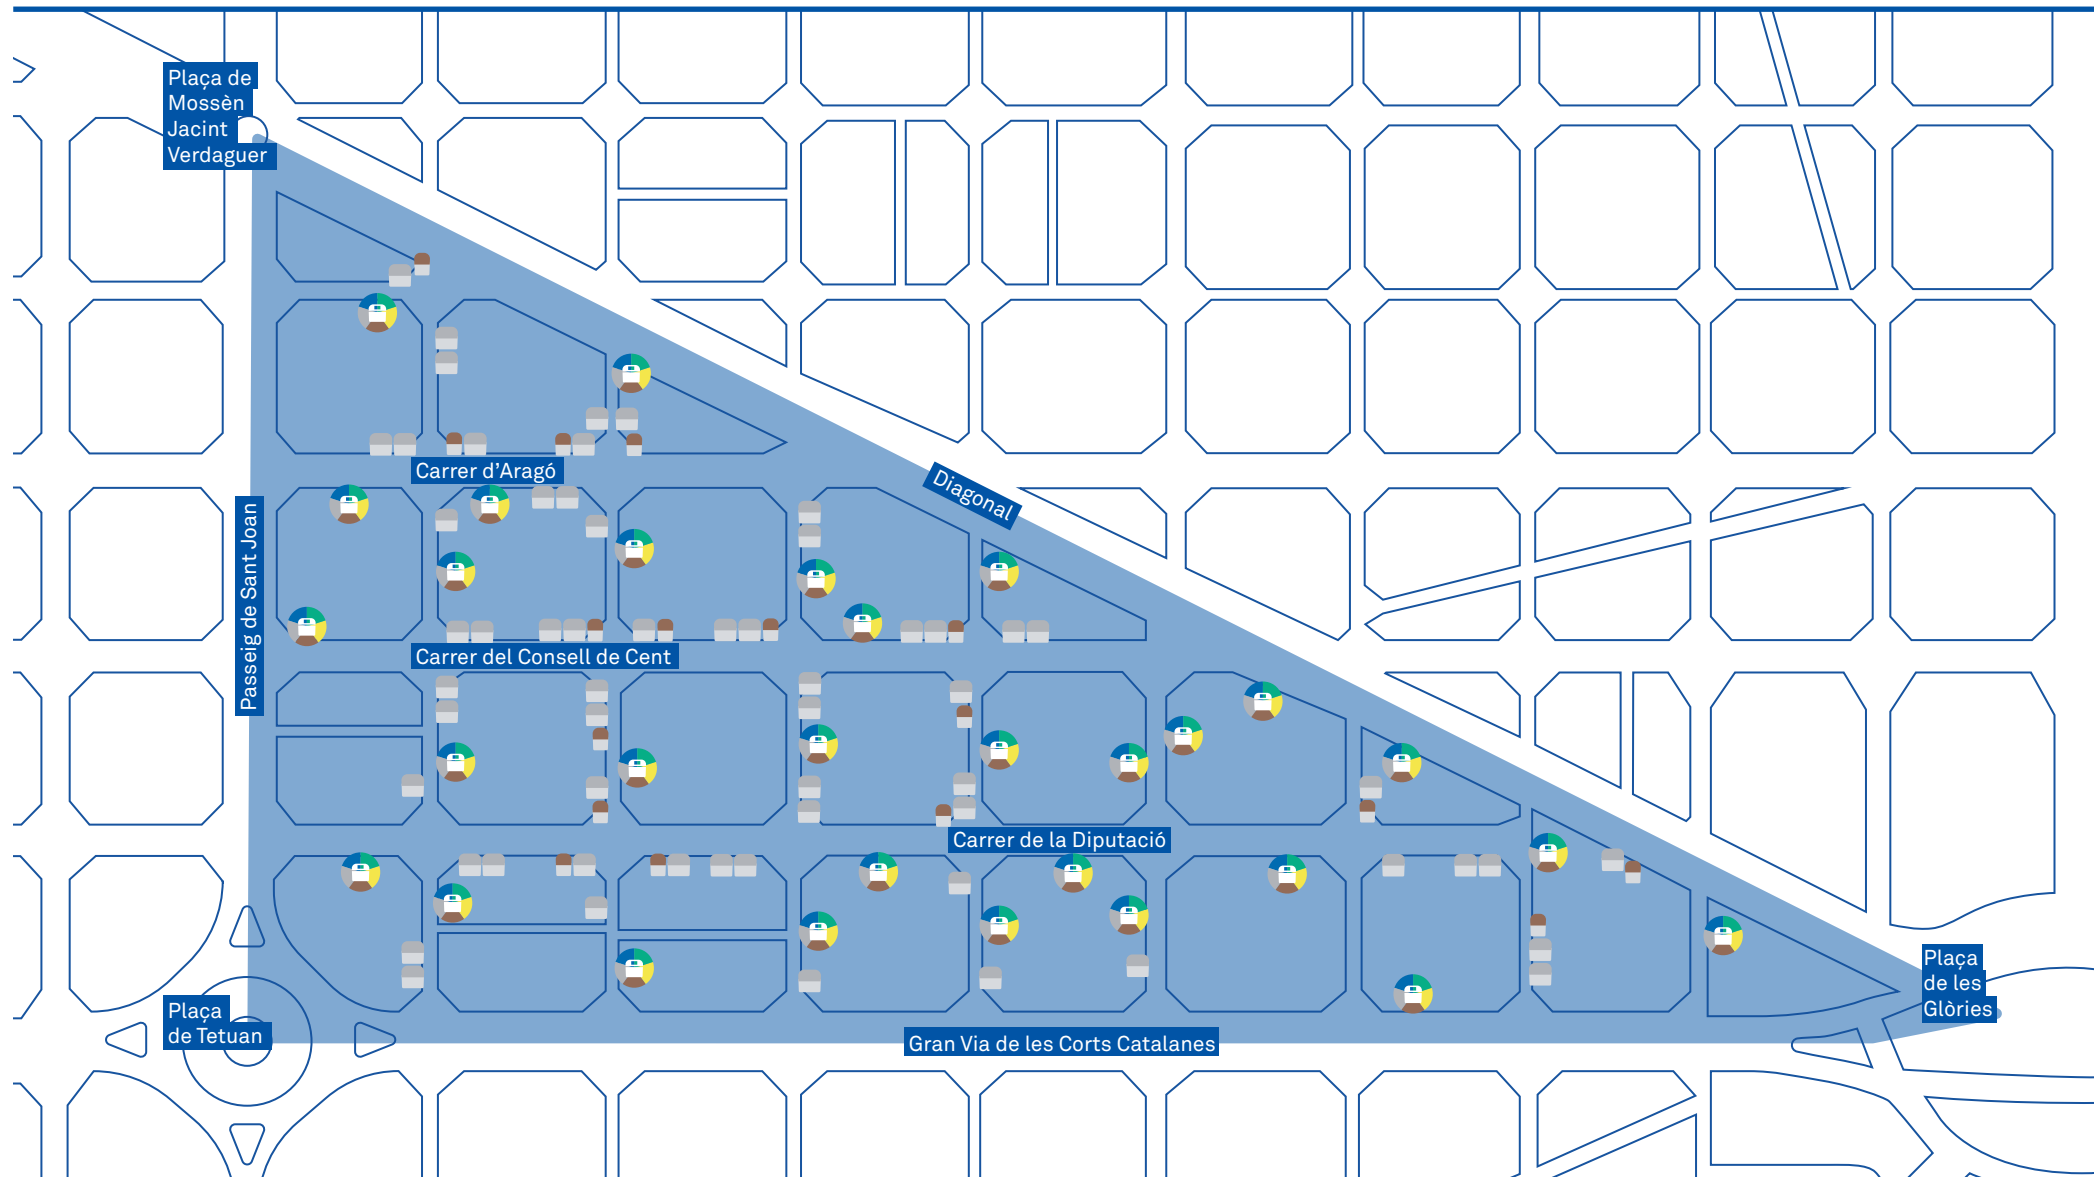 Plaça de
Mossèn
Jacint
Verdaguer
Carrer d’Aragó
Diagonal
Passeig de Sant Joan
Carrer del Consell de Cent
Carrer de la Diputació
Plaça
de les
Glòries
Plaça
de Tetuan
Gran Via de les Corts Catalanes